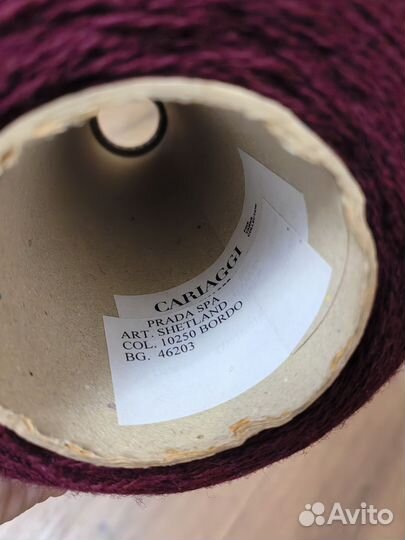 CARIAGGI
PRADA SPA
ART. SHETLAND
COL. 10250 BORDO
BG. 46203
Avito